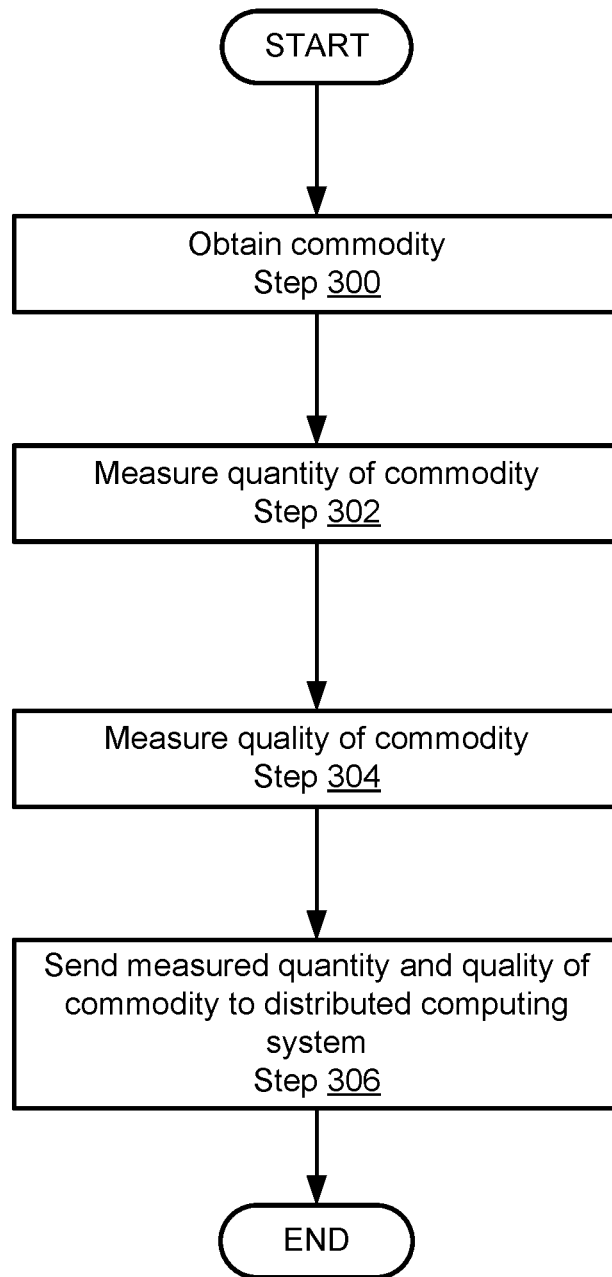 START
Obtain commodity
Step 300
Measure quantity of commodity
Step 302
Measure quality of commodity
Step 304
Send measured quantity and quality of
commodity to distributed computing
system
Step 306
END